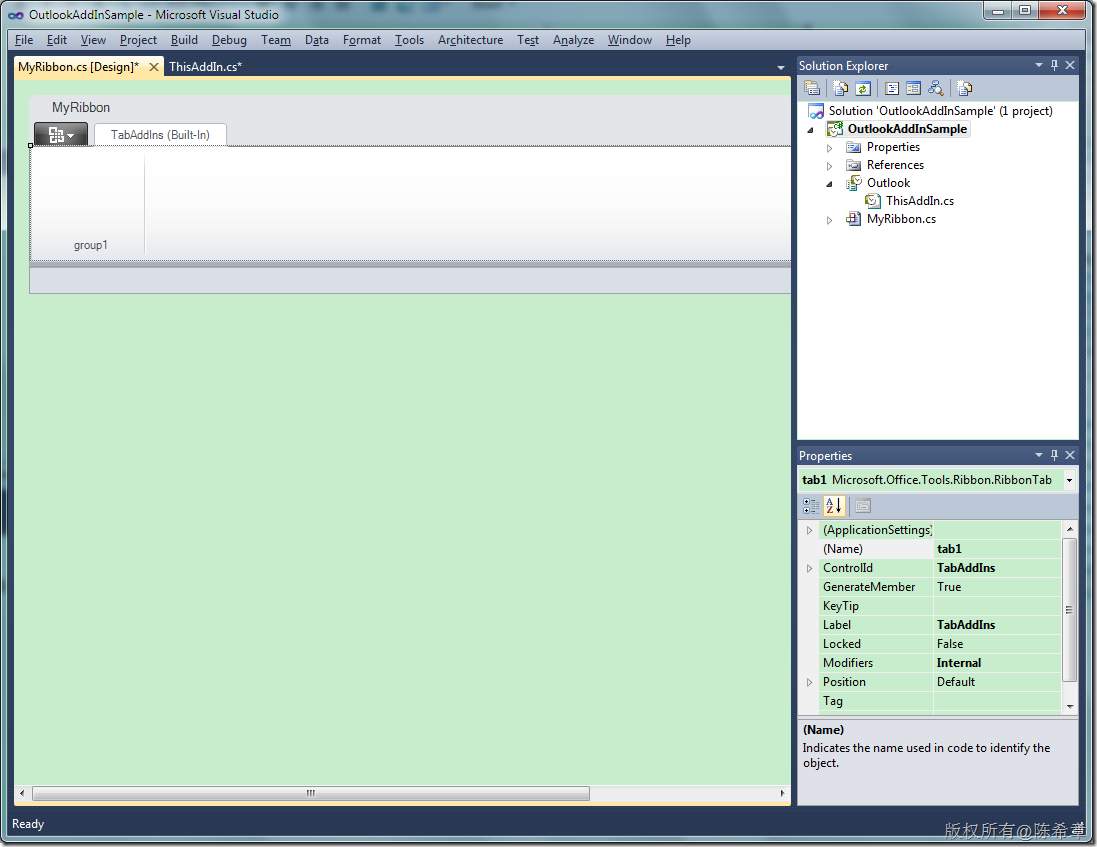 OutlookAddInSample - Microsoft Visual Studio
File Edit View Project Build Debug Team Data Format Tools Architecture Test Analyze Window Help
MyRibbon.cs [Design]* ThisAddIn.cs*
MyRibbon
TabAddIns (Built-In)
group1
Solution Explorer
Solution 'OutlookAddInSample' (1 project)
OutlookAddInSample
Properties
References
Outlook
ThisAddIn.cs
MyRibbon.cs
Properties
tab1 Microsoft.Office.Tools.Ribbon.RibbonTab
(ApplicationSettings)
(Name) tab1
ControlId TabAddIns
GenerateMember True
KeyTip
Label TabAddIns
Locked False
Modifiers Internal
Position Default
Tag
(Name)
Indicates the name used in code to identify the
object.
Ready
版权所有@陈希章